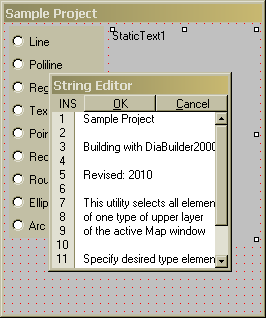 Sample Project
Line
StaticText1
Poliline
String Editor
INS
OK
Cancel
1 Sample Project
2
3 Building with DiaBuilder2000
4
5 Revised: 2010
6
7 This utility selects all elemen
8 of one type of upper layer
9 of the active Map window
10
11 Specify desired type elemen
Reg
Tex
Poin
Rec
Rou
Ellip
Arc